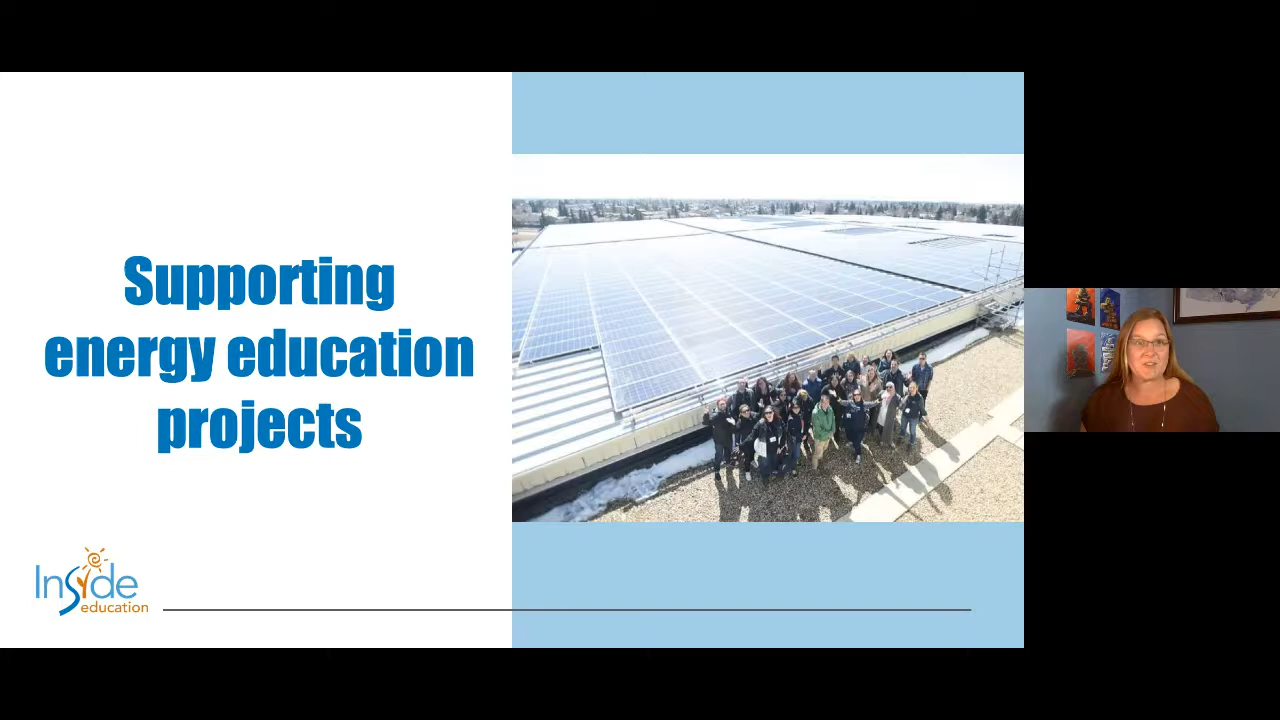 Supporting
energy education
projects
Inside
education